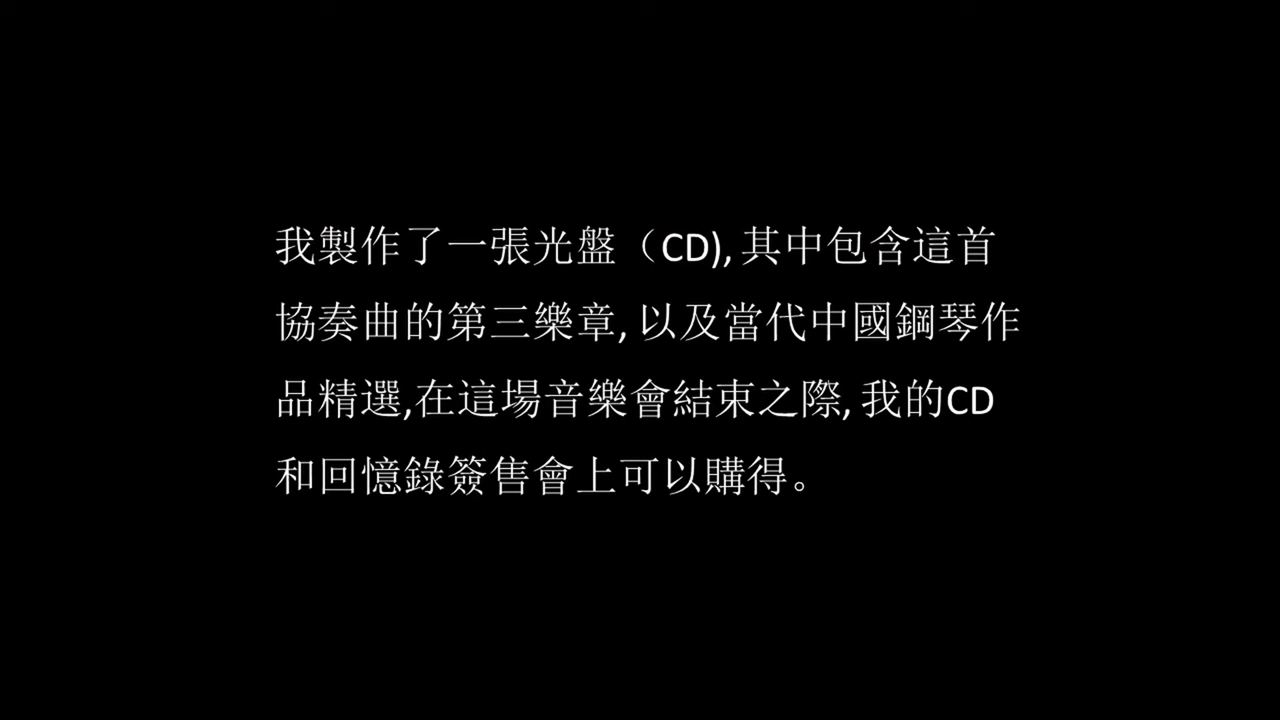 我製作了一張光盤（CD), 其中包含這首
協奏曲的第三樂章, 以及當代中國鋼琴作
品精選,在這場音樂會結束之際, 我的CD
和回憶錄簽售會上可以購得。